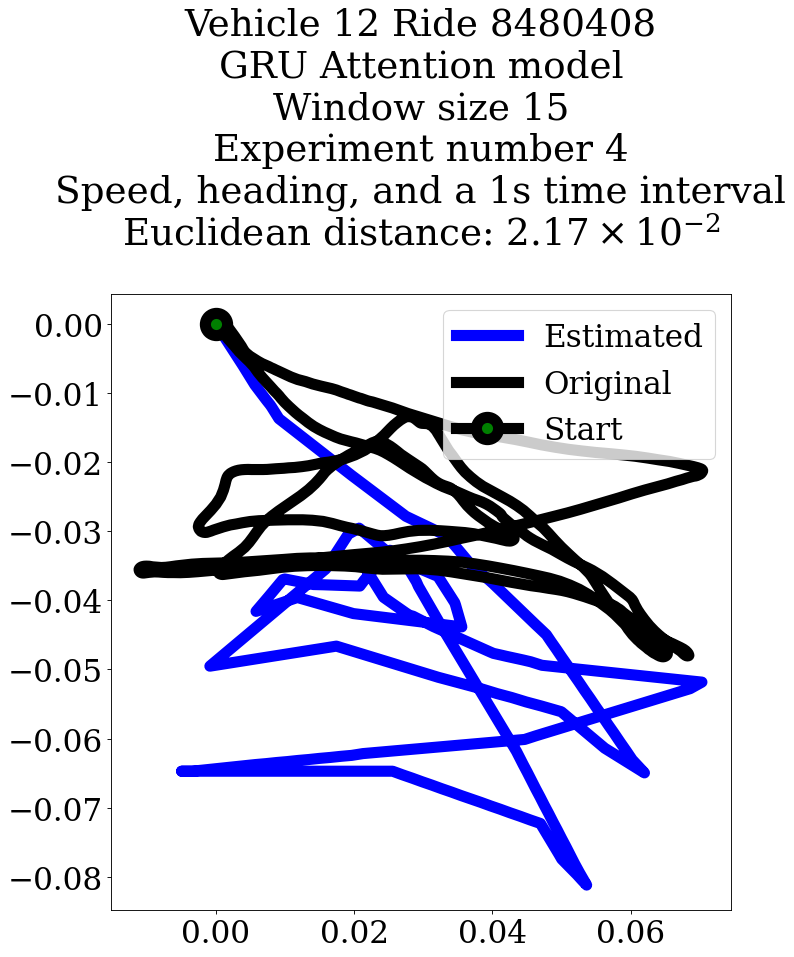 Vehicle 12 Ride 8480408
GRU Attention model
Window size 15
Experiment number 4
Speed, heading, and a 1s time interval
Euclidean distance: 2.17 × 10⁻²
Estimated
Original
Start
0.00
−0.01
−0.02
−0.03
−0.04
−0.05
−0.06
−0.07
−0.08
0.00 0.02 0.04 0.06